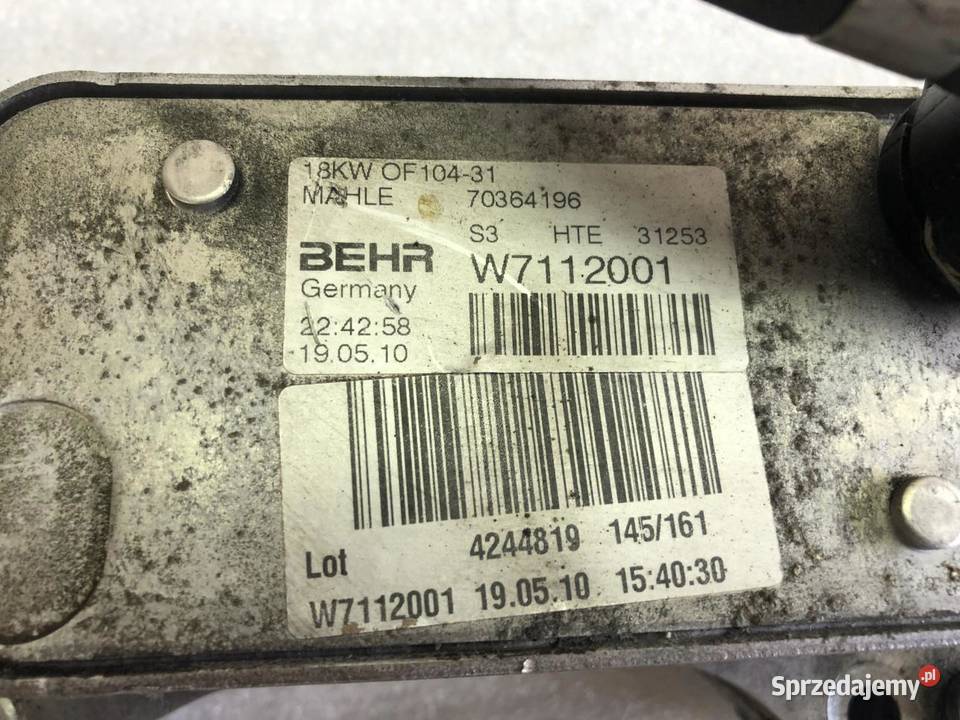 18KW OF104-31
MAHLE 70364196
S3 HTE 31253
BEHR W7112001
Germany
22:42:58
19.05.10
Lot 4244819 145/161
W7112001 19.05.10 15:40:30
Sprzedajemy.pl